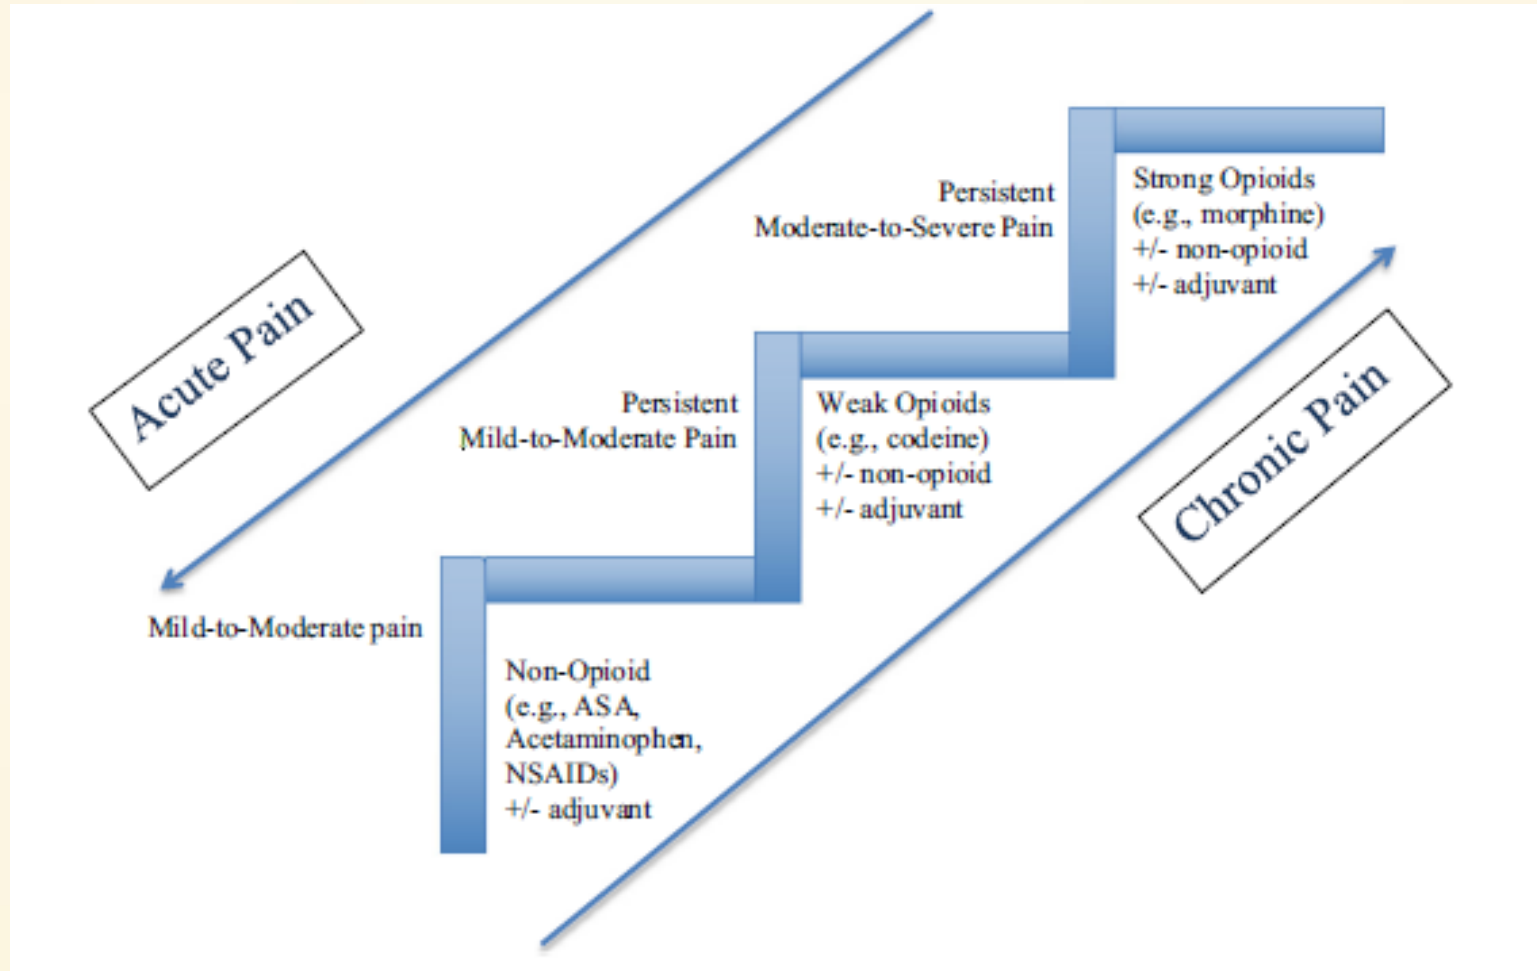 Persistent
Moderate-to-Severe Pain
Strong Opioids
(e.g., morphine)
+/- non-opioid
+/- adjuvant
Acute Pain
Persistent
Mild-to-Moderate Pain
Weak Opioids
(e.g., codeine)
+/- non-opioid
+/- adjuvant
Chronic Pain
Mild-to-Moderate pain
Non-Opioid
(e.g., ASA,
Acetaminophen,
NSAIDs)
+/- adjuvant